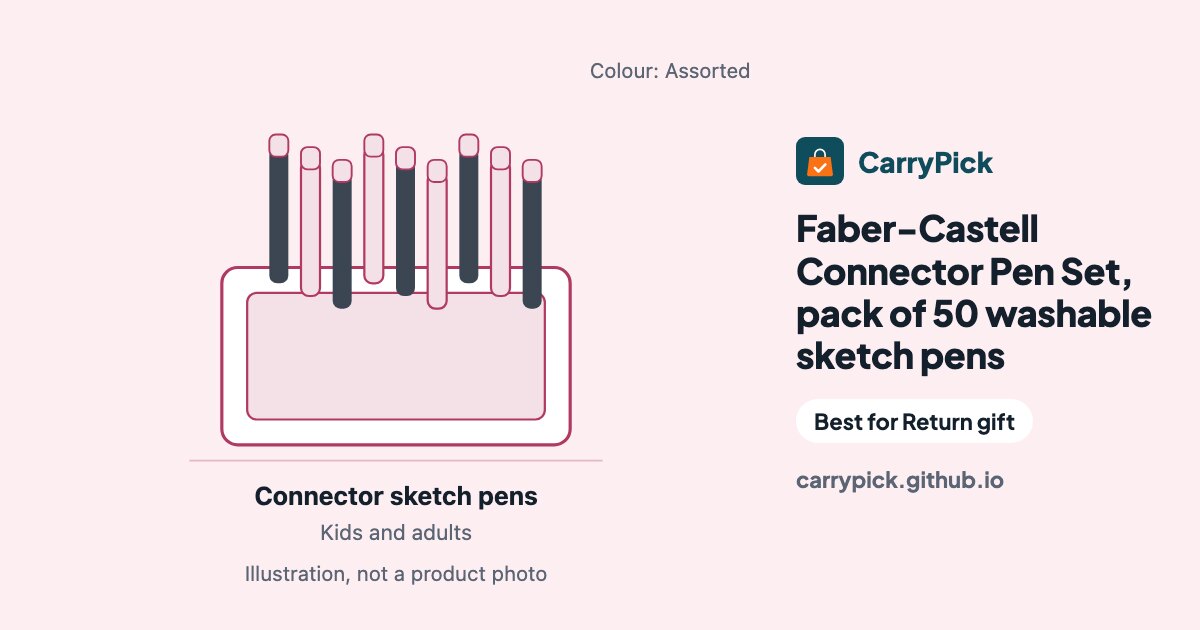 Colour: Assorted
CarryPick
Faber-Castell
Connector Pen Set,
pack of 50 washable
sketch pens
Best for Return gift
carrypick.github.io
Connector sketch pens
Kids and adults
Illustration, not a product photo